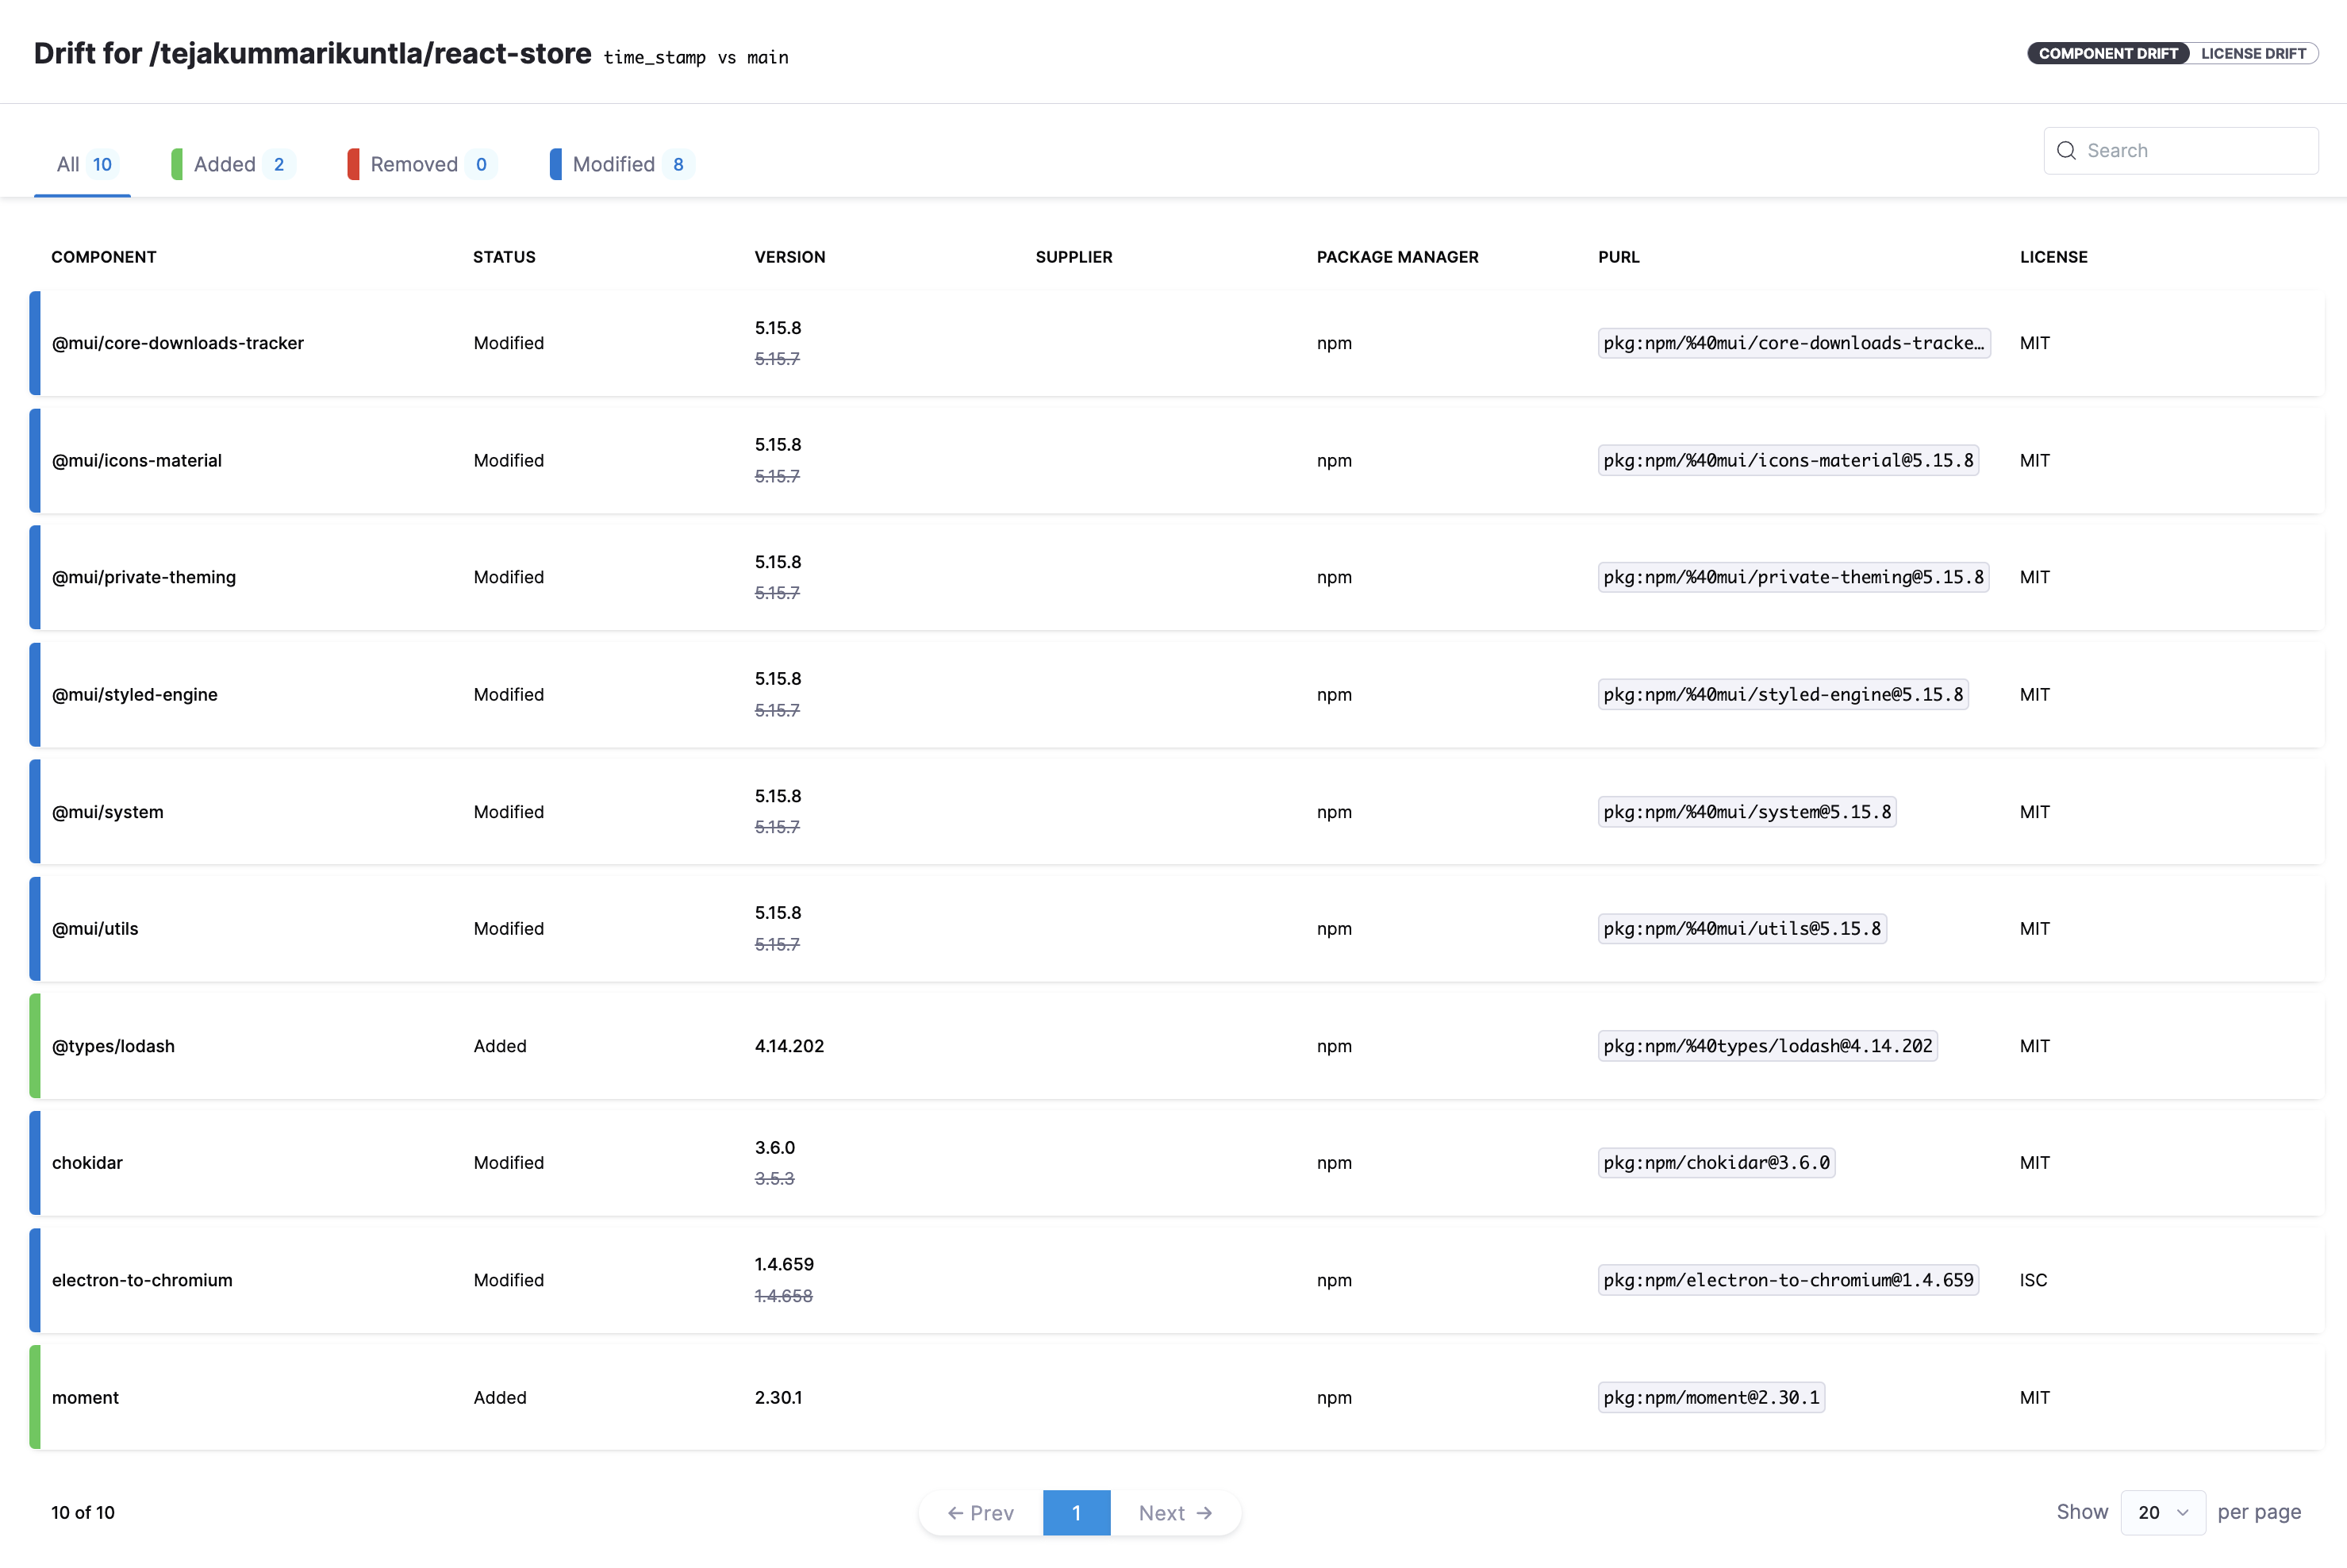 Drift for /tejakummarikuntla/react-store time_stamp vs main
COMPONENT DRIFT LICENSE DRIFT
All 10 Added 2 Removed 0 Modified 8
Search
COMPONENT STATUS VERSION SUPPLIER PACKAGE MANAGER PURL LICENSE
5.15.8
@mui/core-downloads-tracker Modified npm pkg:npm/%40mui/core-downloads-tracke… MIT
5.15.7
5.15.8
@mui/icons-material Modified npm pkg:npm/%40mui/icons-material@5.15.8 MIT
5.15.7
5.15.8
@mui/private-theming Modified npm pkg:npm/%40mui/private-theming@5.15.8 MIT
5.15.7
5.15.8
@mui/styled-engine Modified npm pkg:npm/%40mui/styled-engine@5.15.8 MIT
5.15.7
5.15.8
@mui/system Modified npm pkg:npm/%40mui/system@5.15.8 MIT
5.15.7
5.15.8
@mui/utils Modified npm pkg:npm/%40mui/utils@5.15.8 MIT
5.15.7
@types/lodash Added 4.14.202 npm pkg:npm/%40types/lodash@4.14.202 MIT
3.6.0
chokidar Modified npm pkg:npm/chokidar@3.6.0 MIT
3.5.3
1.4.659
electron-to-chromium Modified npm pkg:npm/electron-to-chromium@1.4.659 ISC
1.4.658
moment Added 2.30.1 npm pkg:npm/moment@2.30.1 MIT
10 of 10 ← Prev 1 Next → Show 20 per page